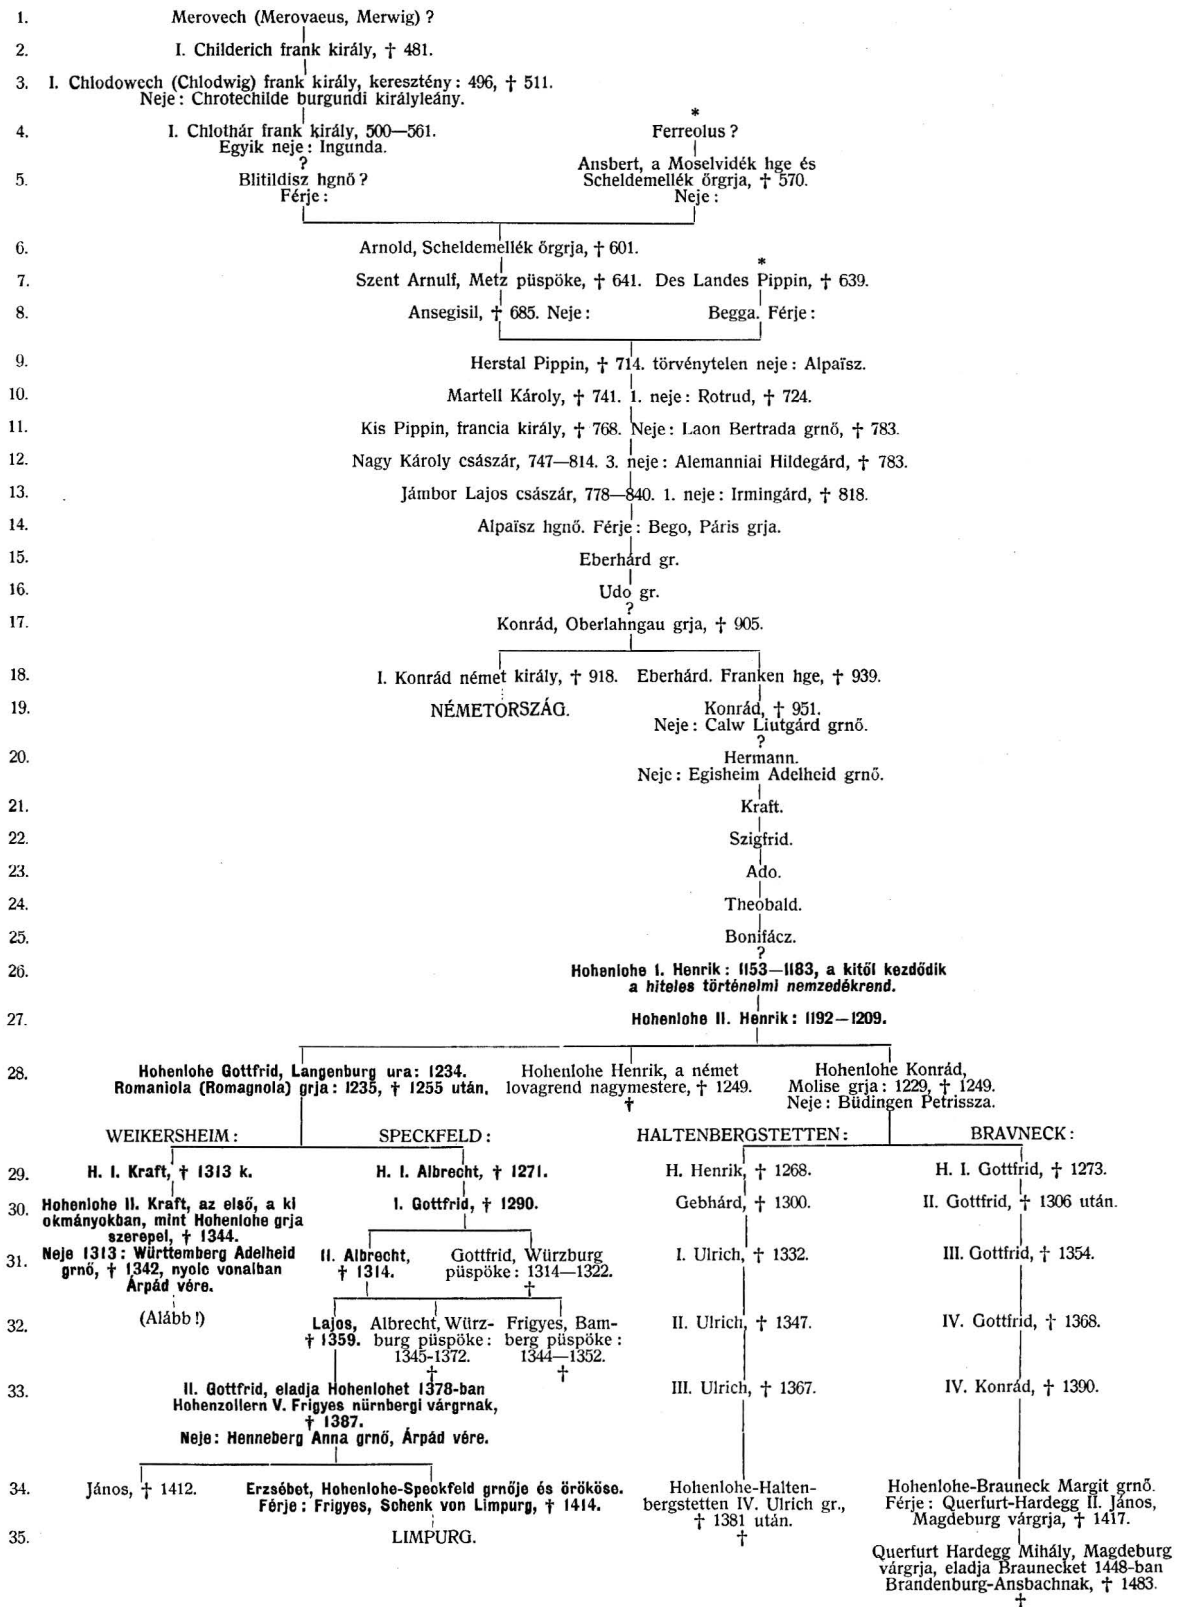 1. Merovech (Merovaeus, Merwig) ?
2. I. Childerich frank király, † 481.
3. I. Chlodowech (Chlodwig) frank király, keresztény : 496, † 511.
Neje : Chrotechilde burgundi királyleány.
*
4. I. Chlothár frank király, 500—561. Ferreolus ?
Egyik neje : Ingunda.
? Ansbert, a Moselvidék hge és
5. Blitildisz hgnő ? Scheldemellék őrgrja, † 570.
Férje : Neje :
6. Arnold, Scheldemellék őrgrja, † 601.
*
7. Szent Arnulf, Metz püspöke, † 641. Des Landes Pippin, † 639.
8. Ansegisil, † 685. Neje : Begga. Férje :
9. Herstal Pippin, † 714. törvénytelen neje : Alpaïsz.
10. Martell Károly, † 741. 1. neje : Rotrud, † 724.
11. Kis Pippin, francia király, † 768. Neje : Laon Bertrada grnő, † 783.
12. Nagy Károly császár, 747—814. 3. neje : Alemanniai Hildegárd, † 783.
13. Jámbor Lajos császár, 778—840. 1. neje : Irmingárd, † 818.
14. Alpaïsz hgnő. Férje : Bego, Páris grja.
15. Eberhárd gr.
16. Udo gr.
?
17. Konrád, Oberlahngau grja, † 905.
18. I. Konrád német király, † 918. Eberhárd. Franken hge, † 939.
19. NÉMETORSZÁG. Konrád, † 951.
Neje : Calw Liutgárd grnő.
?
20. Hermann.
Neje : Egisheim Adelheid grnő.
21. Kraft.
22. Szigfrid.
23. Ado.
24. Theobald.
25. Bonifácz.
?
26. Hohenlohe I. Henrik : 1153—1183, a kitől kezdődik
a hiteles történelmi nemzedékrend.
27. Hohenlohe II. Henrik : 1192—1209.
28. Hohenlohe Gottfrid, Langenburg ura : 1234. Hohenlohe Henrik, a német Hohenlohe Konrád,
Romaniola (Romagnola) grja : 1235, † 1255 után. lovagrend nagymestere, † 1249. Molise grja : 1229, † 1249.
† Neje : Büdingen Petrissza.
WEIKERSHEIM : SPECKFELD : HALTENBERGSTETTEN : BRAVNECK :
29. H. I. Kraft, † 1313 k. H. I. Albrecht, † 1271. H. Henrik, † 1268. H. I. Gottfrid, † 1273.
30. Hohenlohe II. Kraft, az első, a ki I. Gottfrid, † 1290. Gebhárd, † 1300. II. Gottfrid, † 1306 után.
okmányokban, mint Hohenlohe grja
szerepel, † 1344.
31. Neje 1313 : Württemberg Adelheid II. Albrecht, Gottfrid, Würzburg I. Ulrich, † 1332. III. Gottfrid, † 1354.
grnő, † 1342, nyolc vonalban † 1314. püspöke : 1314—1322.
Árpád vére. †
32. (Alább !) Lajos, Albrecht, Würz- Frigyes, Bam- II. Ulrich, † 1347. IV. Gottfrid, † 1368.
† 1359. burg püspöke : berg püspöke :
1345-1372. 1344—1352.
† †
33. II. Gottfrid, eladja Hohenlohet 1378-ban III. Ulrich, † 1367. IV. Konrád, † 1390.
Hohenzollern V. Frigyes nürnbergi várgrnak,
† 1387.
Neje : Henneberg Anna grnő, Árpád vére.
34. János, † 1412. Erzsébet, Hohenlohe-Speckfeld grnője és örököse. Hohenlohe-Halten- Hohenlohe-Brauneck Margit grnő.
Férje : Frigyes, Schenk von Limpurg, † 1414. bergstetten IV. Ulrich gr., Férje : Querfurt-Hardegg II. János,
† 1381 után. Magdeburg várgrja, † 1417.
35. LIMPURG. †
Querfurt Hardegg Mihály, Magdeburg
várgrja, eladja Braunecket 1448-ban
Brandenburg-Ansbachnak, † 1483.
†